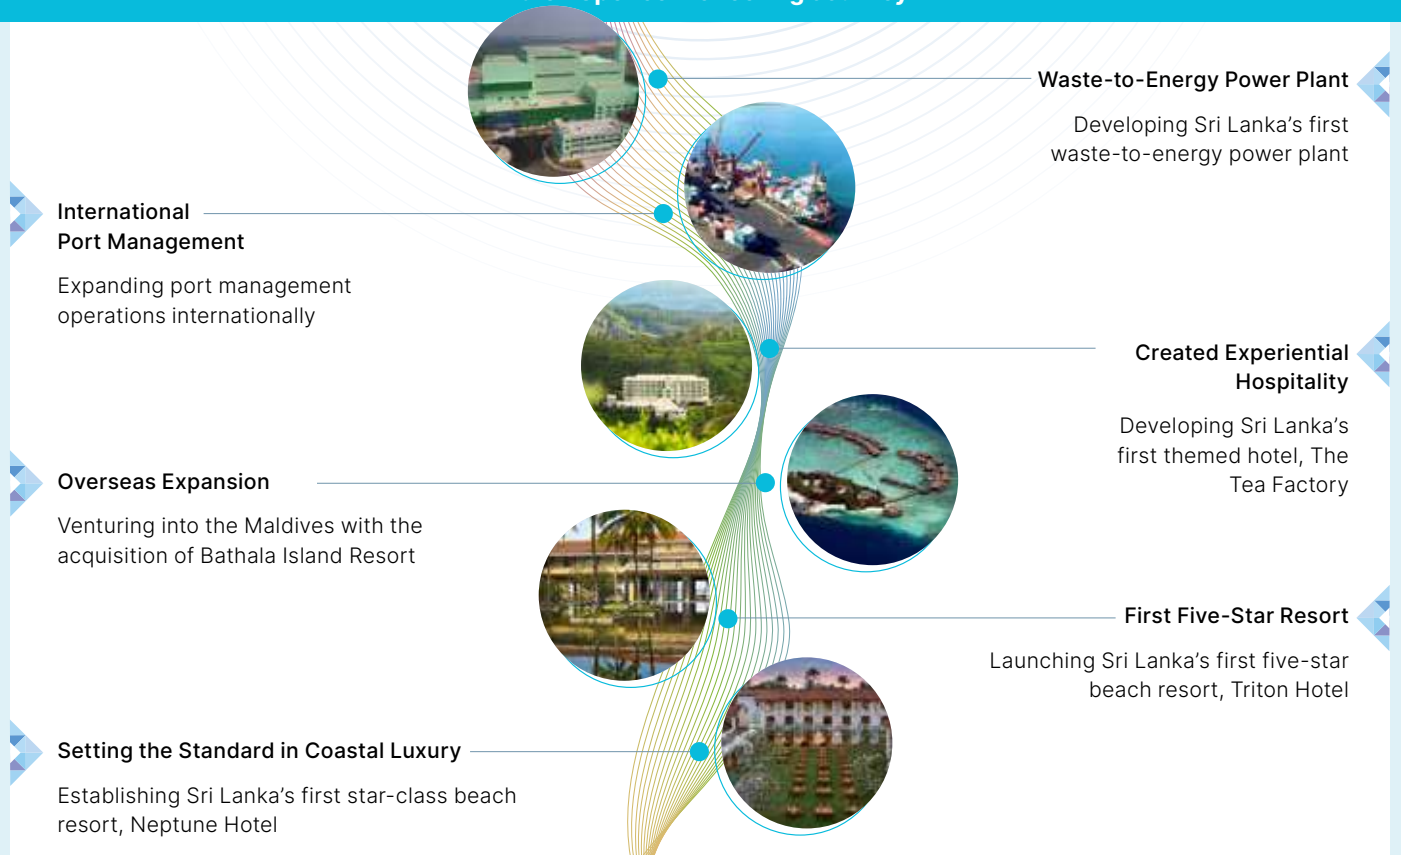 Waste-to-Energy Power Plant
Developing Sri Lanka’s first
waste-to-energy power plant
International
Port Management
Expanding port management
operations internationally
Created Experiential
Hospitality
Developing Sri Lanka’s
first themed hotel, The
Tea Factory
Overseas Expansion
Venturing into the Maldives with the
acquisition of Bathala Island Resort
First Five-Star Resort
Launching Sri Lanka’s first five-star
beach resort, Triton Hotel
Setting the Standard in Coastal Luxury
Establishing Sri Lanka’s first star-class beach
resort, Neptune Hotel